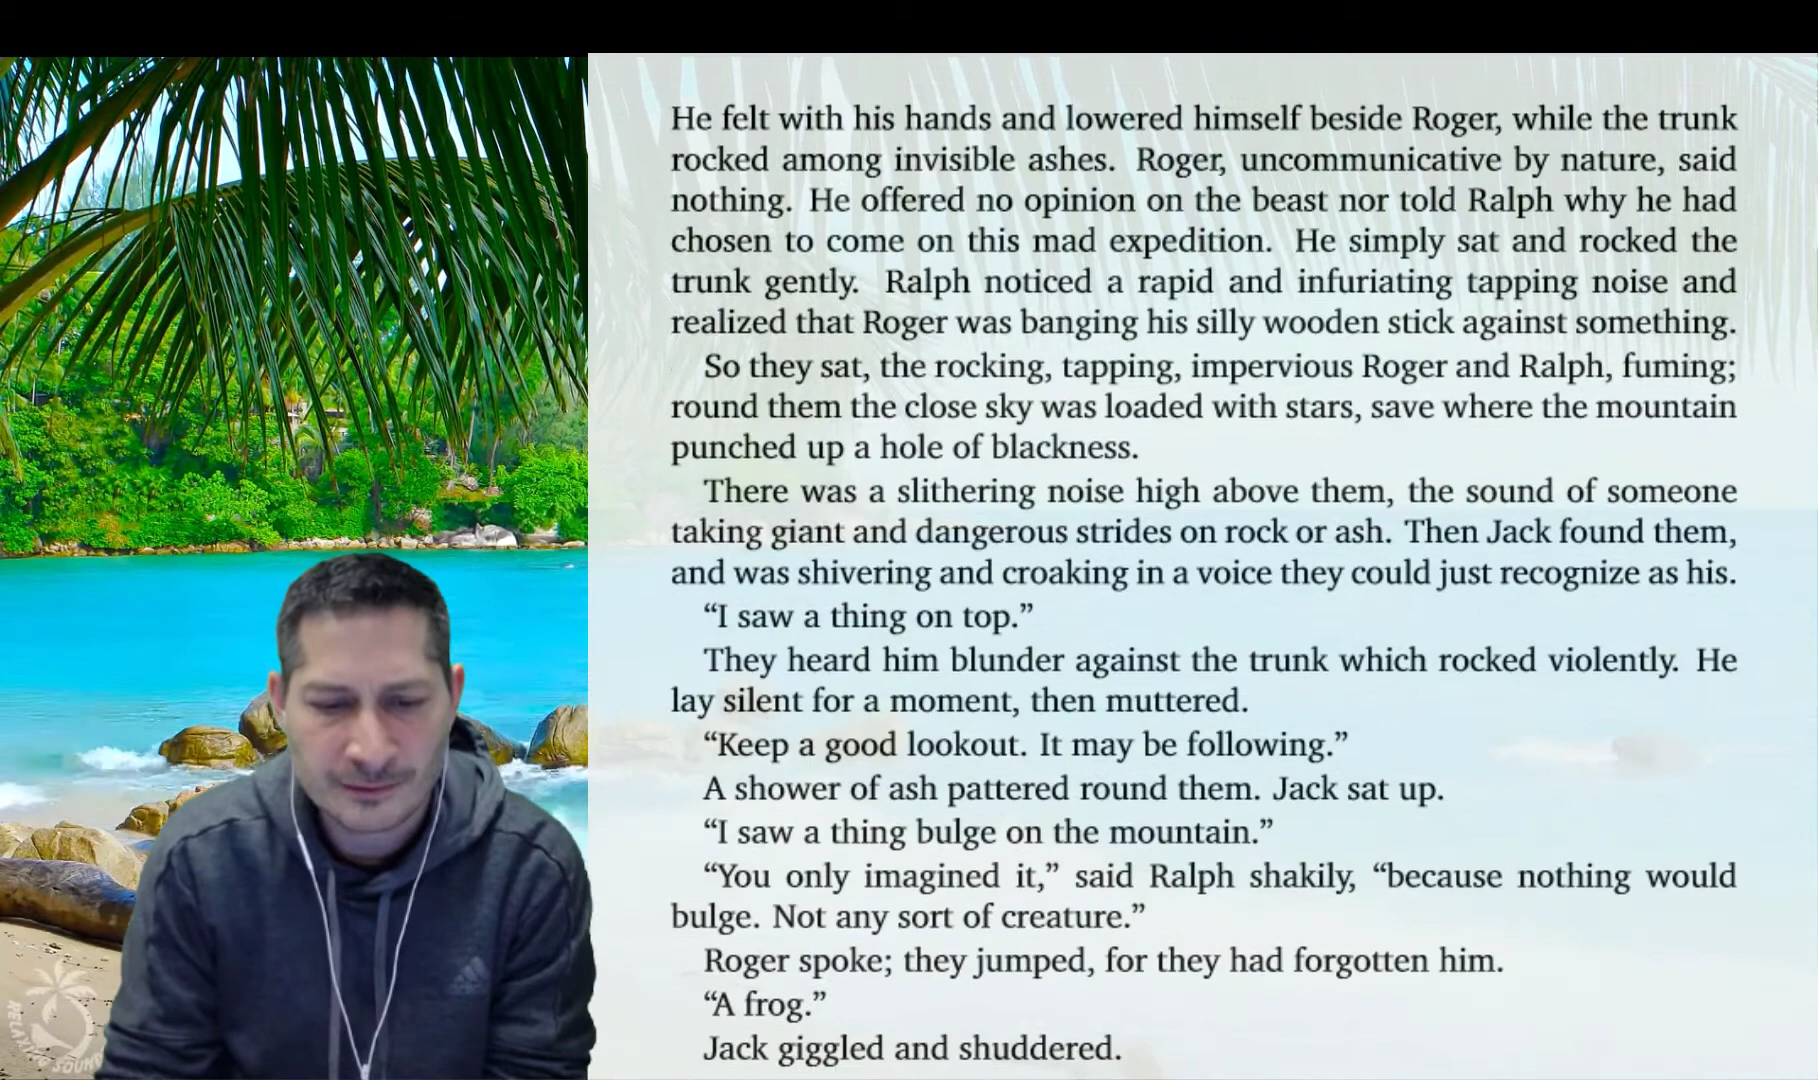 He felt with his hands and lowered himself beside Roger, while the trunk
rocked among invisible ashes. Roger, uncommunicative by nature, said
nothing. He offered no opinion on the beast nor told Ralph why he had
chosen to come on this mad expedition. He simply sat and rocked the
trunk gently. Ralph noticed a rapid and infuriating tapping noise and
realized that Roger was banging his silly wooden stick against something.
So they sat, the rocking, tapping, impervious Roger and Ralph, fuming;
round them the close sky was loaded with stars, save where the mountain
punched up a hole of blackness.
There was a slithering noise high above them, the sound of someone
taking giant and dangerous strides on rock or ash. Then Jack found them,
and was shivering and croaking in a voice they could just recognize as his.
“I saw a thing on top.”
They heard him blunder against the trunk which rocked violently. He
lay silent for a moment, then muttered.
“Keep a good lookout. It may be following.”
A shower of ash pattered round them. Jack sat up.
“I saw a thing bulge on the mountain.”
“You only imagined it,” said Ralph shakily, “because nothing would
bulge. Not any sort of creature.”
Roger spoke; they jumped, for they had forgotten him.
“A frog.”
Jack giggled and shuddered.
RELAXING SOUND